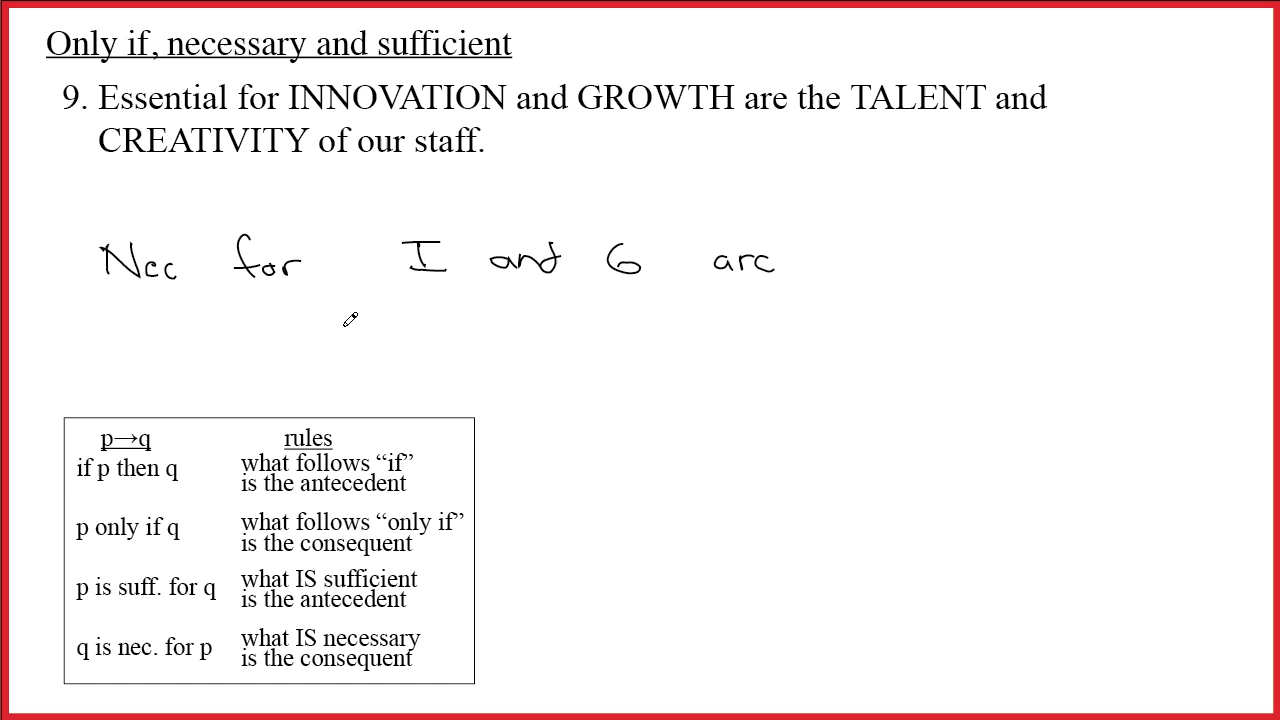 Only if, necessary and sufficient
9. Essential for INNOVATION and GROWTH are the TALENT and
CREATIVITY of our staff.
Nec for I and G are
p→q rules
if p then q what follows “if”
is the antecedent
p only if q what follows “only if”
is the consequent
p is suff. for q what IS sufficient
is the antecedent
q is nec. for p what IS necessary
is the consequent